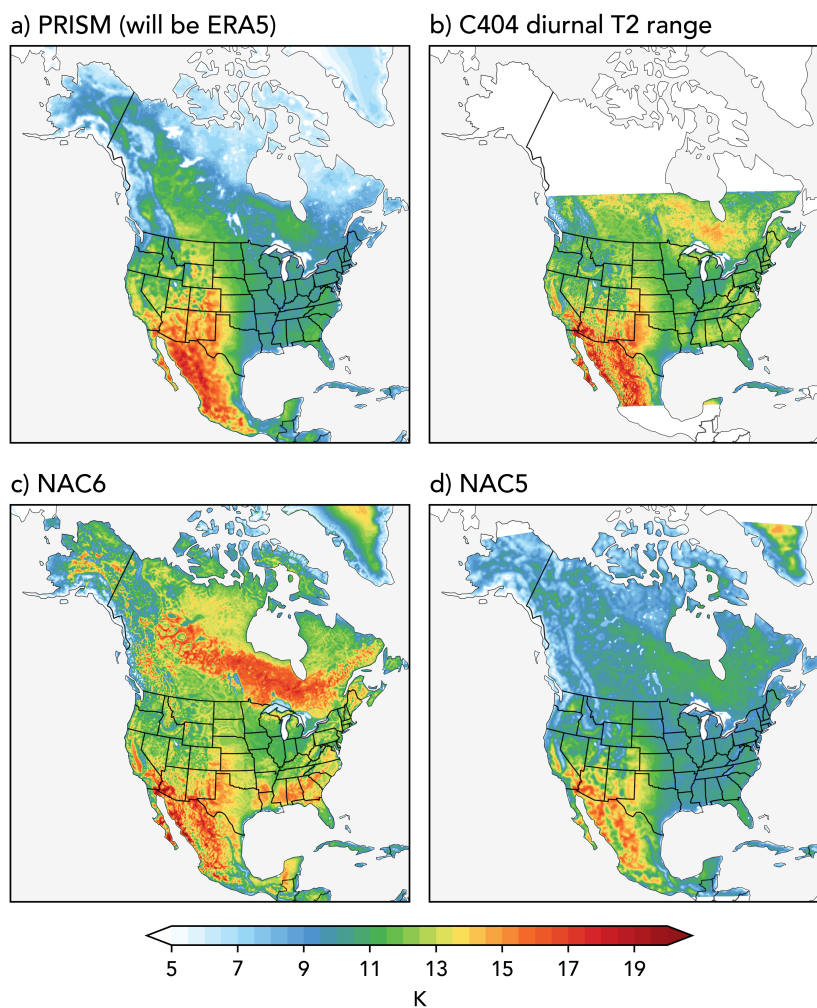 a) PRISM (will be ERA5)
b) C404 diurnal T2 range
c) NAC6
d) NAC5
5 7 9 11 13 15 17 19
K